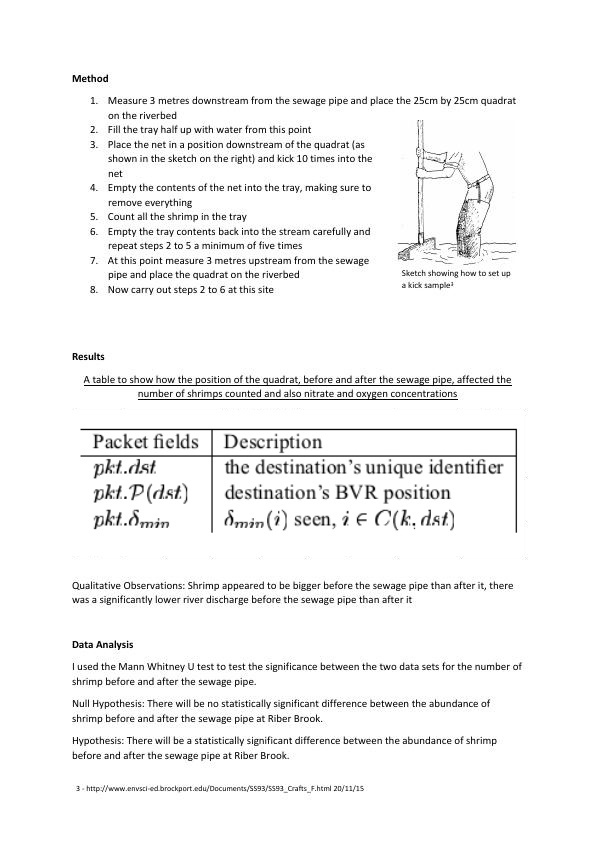 Method
1. Measure 3 metres downstream from the sewage pipe and place the 25cm by 25cm quadrat
on the riverbed
2. Fill the tray half up with water from this point
3. Place the net in a position downstream of the quadrat (as
shown in the sketch on the right) and kick 10 times into the
net
4. Empty the contents of the net into the tray, making sure to
remove everything
5. Count all the shrimp in the tray
6. Empty the tray contents back into the stream carefully and
repeat steps 2 to 5 a minimum of five times
7. At this point measure 3 metres upstream from the sewage
pipe and place the quadrat on the riverbed
8. Now carry out steps 2 to 6 at this site
Sketch showing how to set up
a kick sample³
Results
A table to show how the position of the quadrat, before and after the sewage pipe, affected the
number of shrimps counted and also nitrate and oxygen concentrations
Packet fields Description
pkt.dst the destination's unique identifier
pkt.P(dst) destination's BVR position
pkt.δmin δmin(i) seen, i ∈ C(k, dst)
Qualitative Observations: Shrimp appeared to be bigger before the sewage pipe than after it, there
was a significantly lower river discharge before the sewage pipe than after it
Data Analysis
I used the Mann Whitney U test to test the significance between the two data sets for the number of
shrimp before and after the sewage pipe.
Null Hypothesis: There will be no statistically significant difference between the abundance of
shrimp before and after the sewage pipe at Riber Brook.
Hypothesis: There will be a statistically significant difference between the abundance of shrimp
before and after the sewage pipe at Riber Brook.
3 - http://www.envsci-ed.brockport.edu/Documents/SS93/SS93_Crafts_F.html 20/11/15